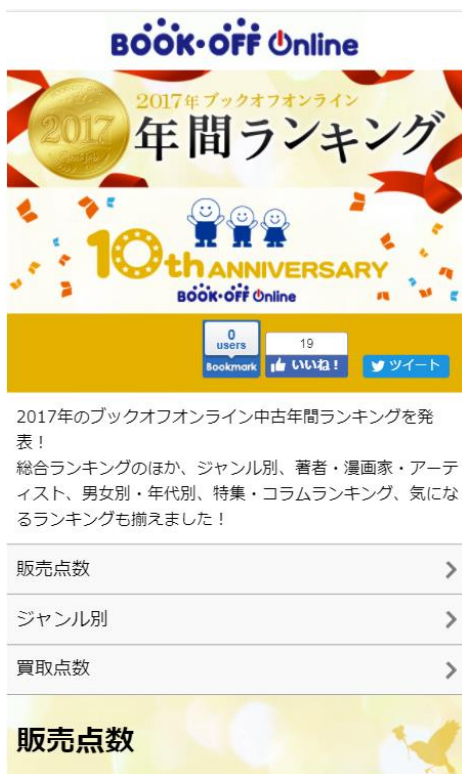 BOOK・OFF Online
2017年ブックオフオンライン
2017
年間ランキング
10th ANNIVERSARY
BOOK・OFF Online
0
users
Bookmark
19
いいね！
ツイート
2017年のブックオフオンライン中古年間ランキングを発
表！
総合ランキングのほか、ジャンル別、著者・漫画家・アーテ
ィスト、男女別・年代別、特集・コラムランキング、気にな
るランキングも揃えました！
販売点数
ジャンル別
買取点数
販売点数